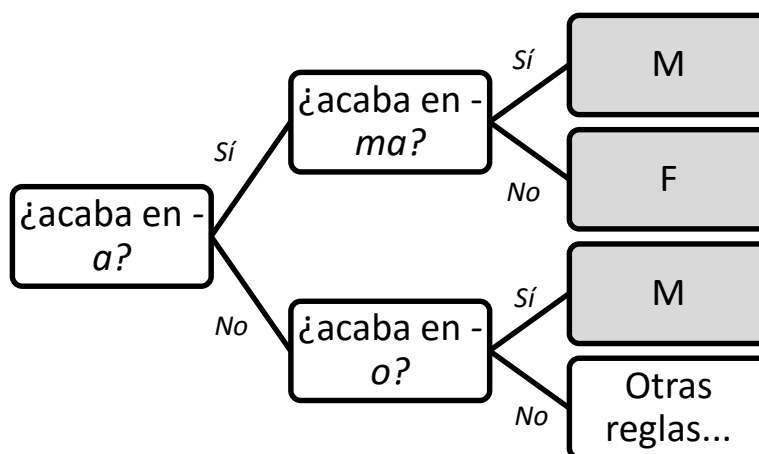 ¿acaba en -
a?
Sí
No
¿acaba en -
ma?
Sí
No
M
F
¿acaba en -
o?
Sí
No
M
Otras
reglas...